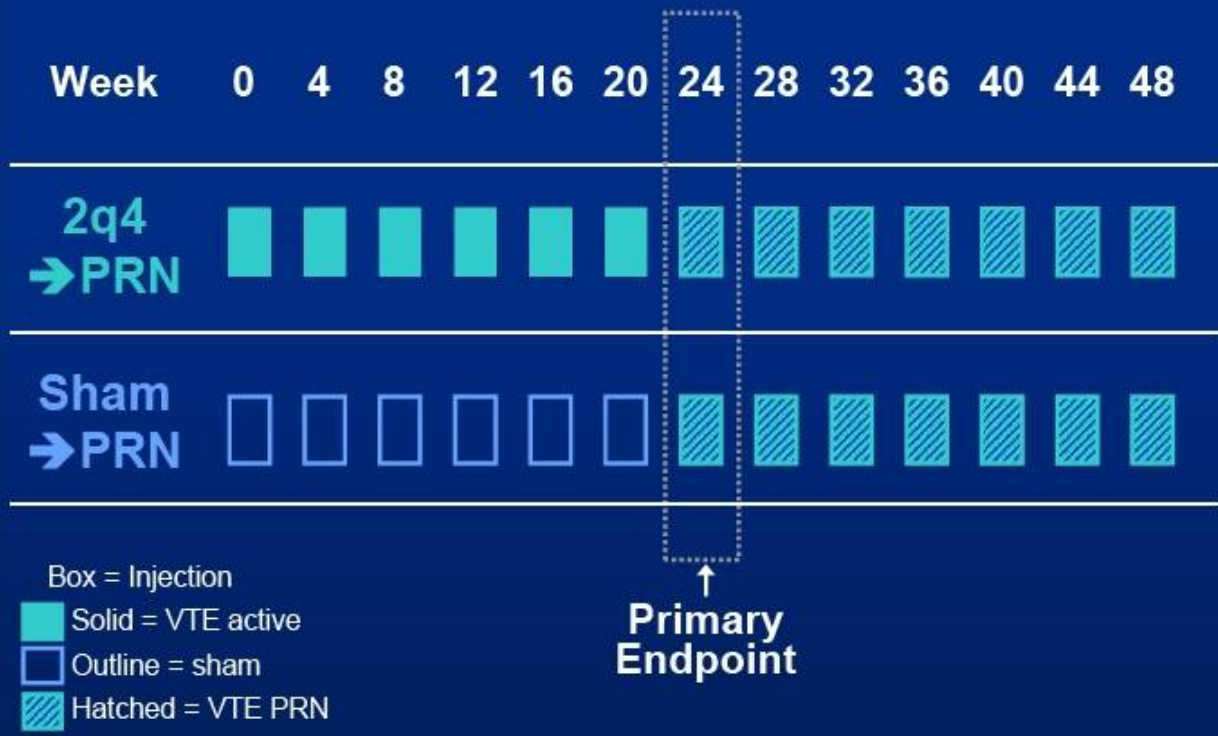 Week 0 4 8 12 16 20 24 28 32 36 40 44 48
2q4
➔PRN
Sham
➔PRN
Box = Injection
Solid = VTE active
Outline = sham
Hatched = VTE PRN
↑
Primary
Endpoint